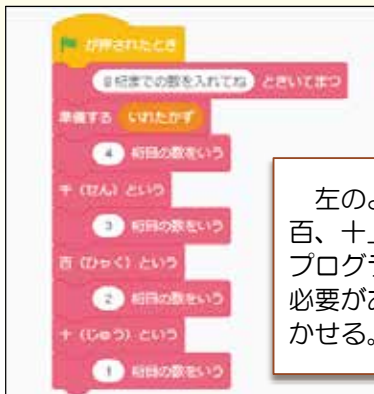 が押されたとき
8桁までの数を入れてね ときいてまつ
準備する いれたかず
4 桁目の数をいう
千（せん）という
3 桁目の数をいう
百（ひゃく）という
2 桁目の数をいう
十（じゅう）という
1 桁目の数をいう
左のよ
百、十」
プログラ
必要があ
かせる。